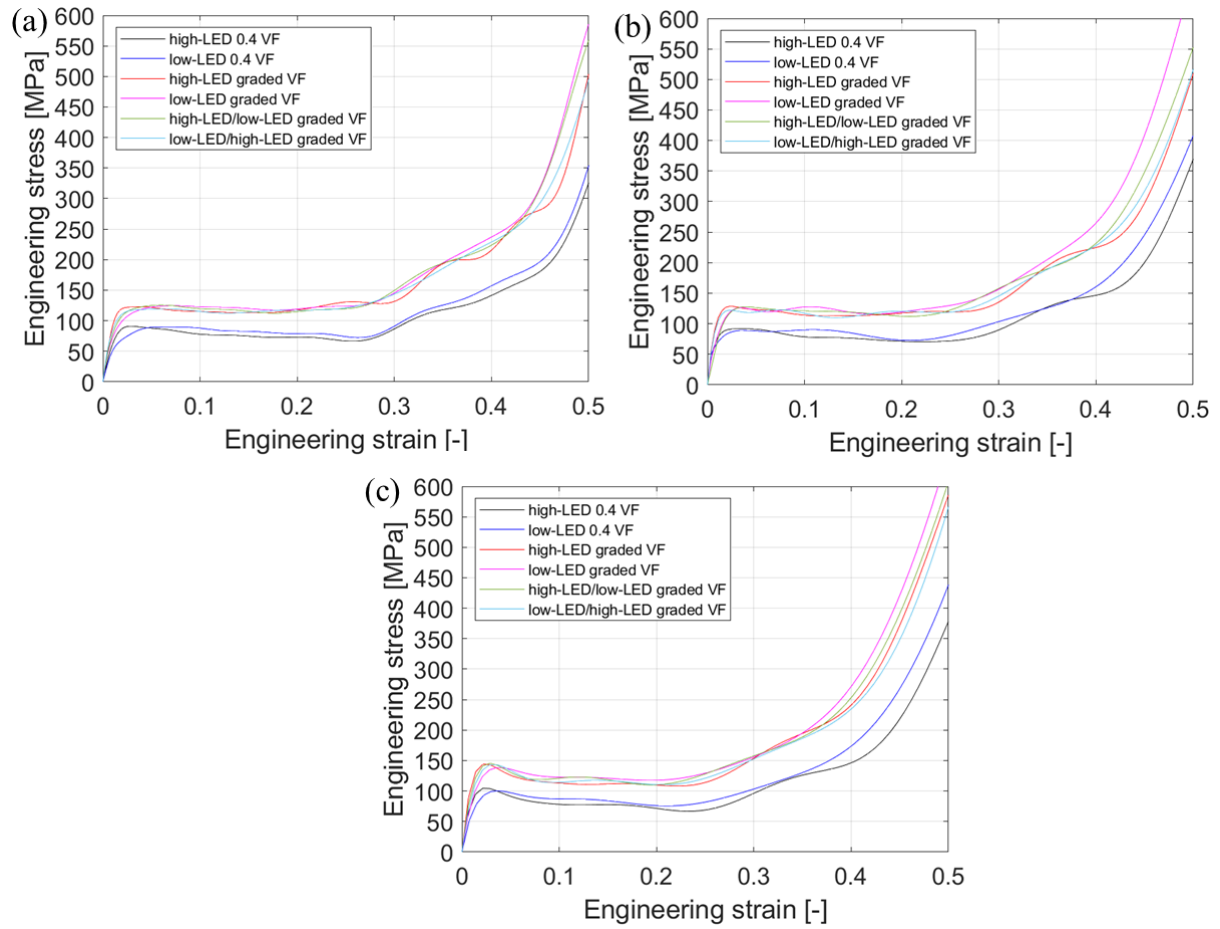 (a)
Engineering stress [MPa]
600
550
500
450
400
350
300
250
200
150
100
50
0
high-LED 0.4 VF
low-LED 0.4 VF
high-LED graded VF
low-LED graded VF
high-LED/low-LED graded VF
low-LED/high-LED graded VF
0 0.1 0.2 0.3 0.4 0.5
Engineering strain [-]
(b)
Engineering stress [MPa]
600
550
500
450
400
350
300
250
200
150
100
50
0
high-LED 0.4 VF
low-LED 0.4 VF
high-LED graded VF
low-LED graded VF
high-LED/low-LED graded VF
low-LED/high-LED graded VF
0 0.1 0.2 0.3 0.4 0.5
Engineering strain [-]
(c)
Engineering stress [MPa]
600
550
500
450
400
350
300
250
200
150
100
50
0
high-LED 0.4 VF
low-LED 0.4 VF
high-LED graded VF
low-LED graded VF
high-LED/low-LED graded VF
low-LED/high-LED graded VF
0 0.1 0.2 0.3 0.4 0.5
Engineering strain [-]